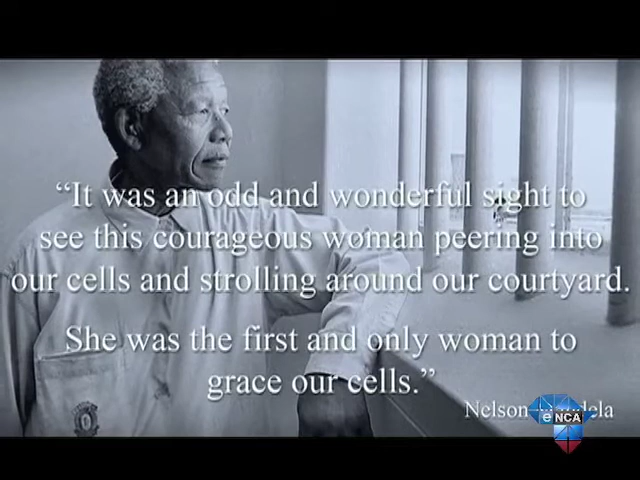 “It was an odd and wonderful sight to
see this courageous woman peering into
our cells and strolling around our courtyard.
She was the first and only woman to
grace our cells.”
Nelson Mandela
eNCA